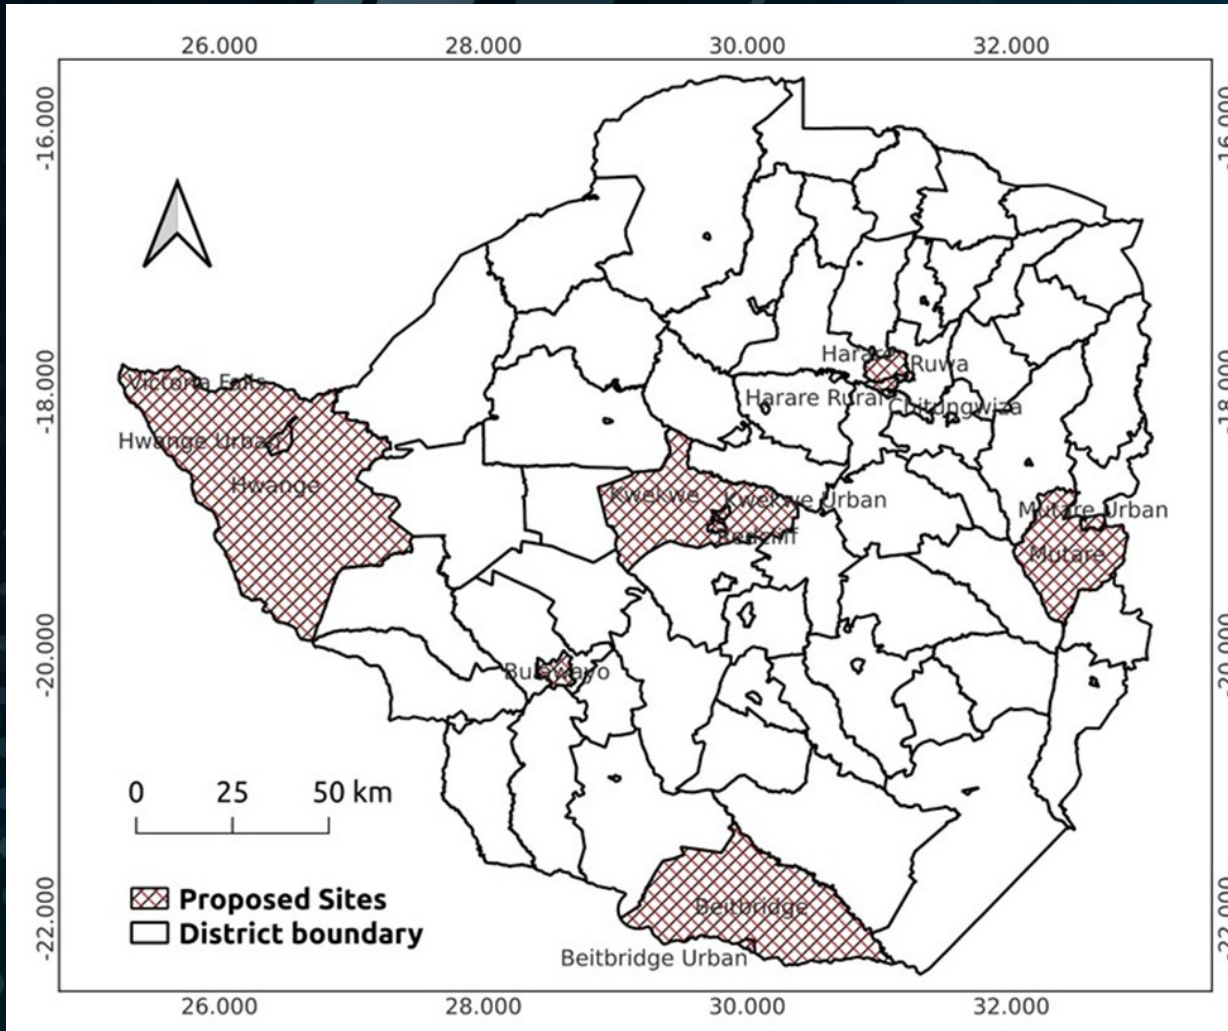 26.000 28.000 30.000 32.000
-16.000
-16.000
-18.000
-18.000
-20.000
-20.000
-22.000
-22.000
Harare
Ruwa
Victoria Falls
Harare Rural
Chitungwiza
Hwange Urban
Hwange
Kwekwe
Kwekwe Urban
Mutare Urban
Redcliff
Mutare
Bulawayo
0 25 50 km
Proposed Sites
District boundary
Beitbridge
Beitbridge Urban
26.000 28.000 30.000 32.000